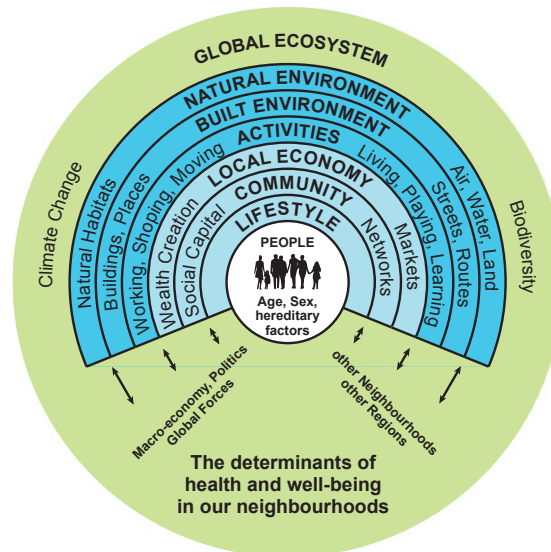 GLOBAL ECOSYSTEM
Climate Change
Biodiversity
NATURAL ENVIRONMENT
Natural Habitats
Air, Water, Land
BUILT ENVIRONMENT
Buildings, Places
Streets, Routes
ACTIVITIES
Working, Shoping, Moving
Living, Playing, Learning
LOCAL ECONOMY
Wealth Creation
Markets
COMMUNITY
Social Capital
Networks
LIFESTYLE
PEOPLE
Age, Sex,
hereditary
factors
Macro-economy, Politics
Global Forces
other Neighbourhoods
other Regions
The determinants of
health and well-being
in our neighbourhoods